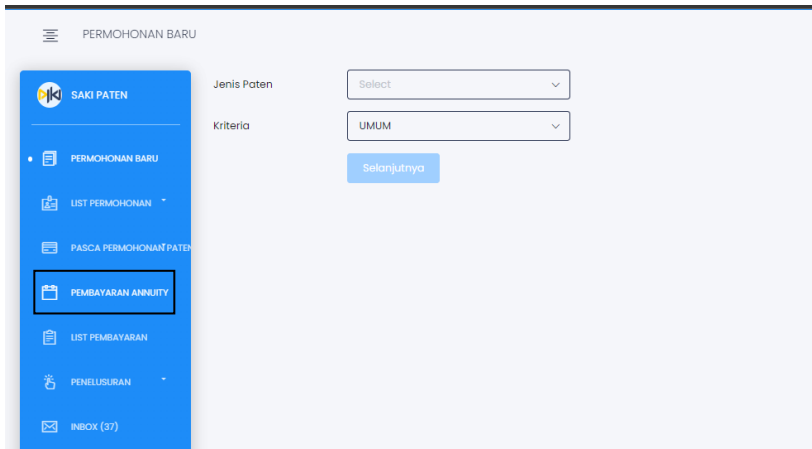 PERMOHONAN BARU
SAKI PATEN
Jenis Paten
Select
Kriteria
UMUM
Selanjutnya
PERMOHONAN BARU
LIST PERMOHONAN
PASCA PERMOHONAN PATEN
PEMBAYARAN ANNUITY
LIST PEMBAYARAN
PENELUSURAN
INBOX (37)